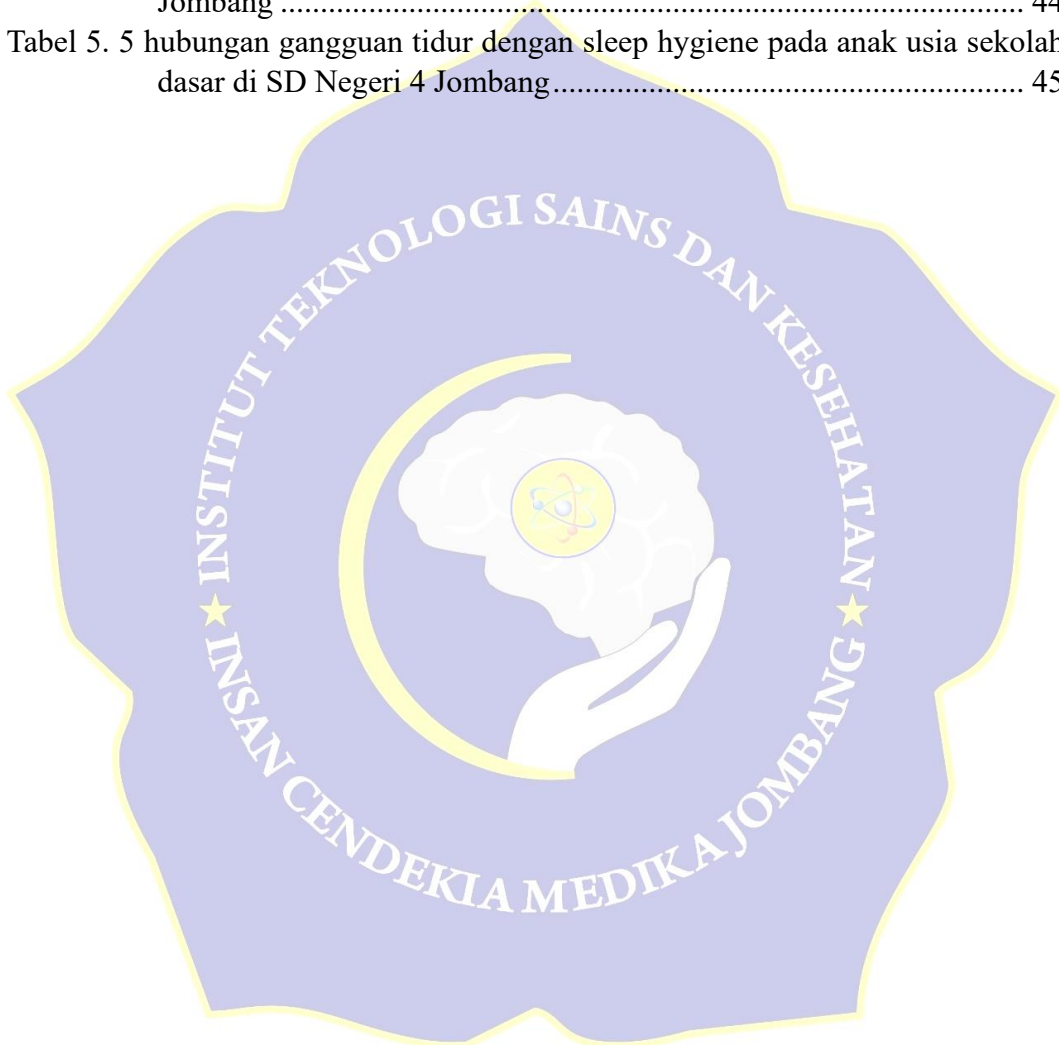 Jombang ........................................................................................... 44
Tabel 5. 5 hubungan gangguan tidur dengan sleep hygiene pada anak usia sekolah
dasar di SD Negeri 4 Jombang......................................................... 45
INSTITUT TEKNOLOGI SAINS DAN KESEHATAN
INSAN CENDEKIA MEDIKA JOMBANG